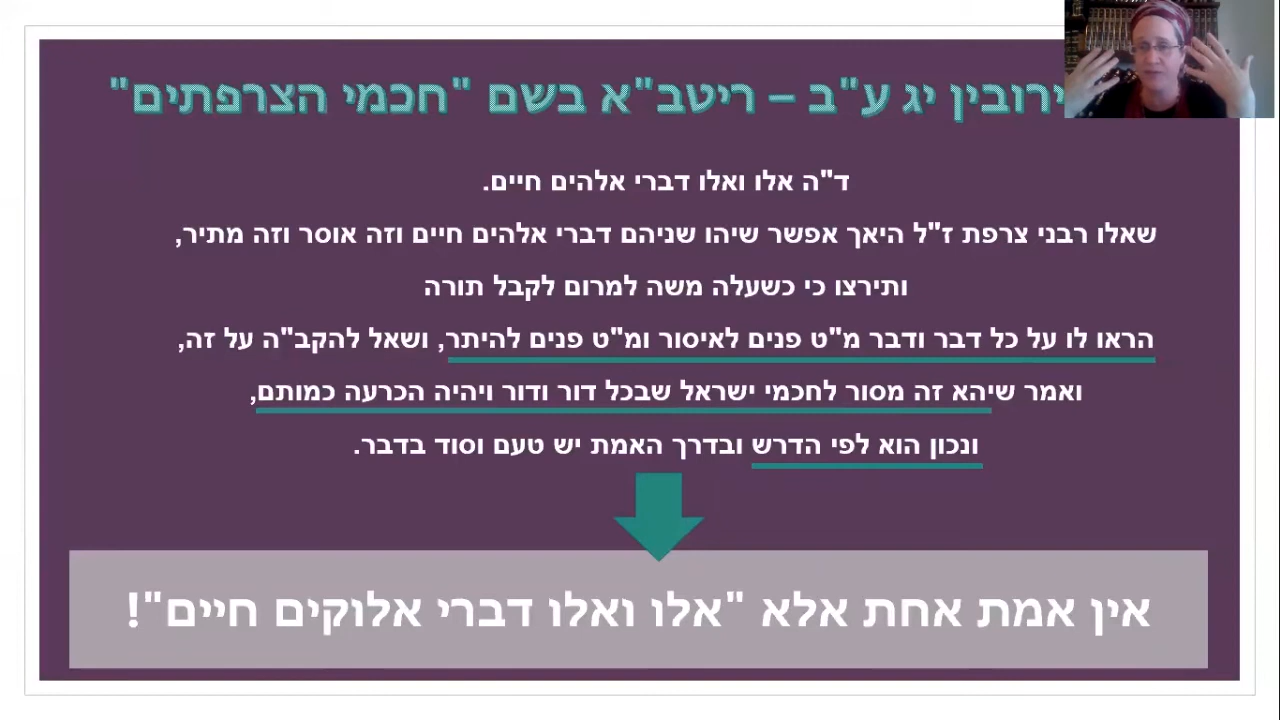 ירובין יג ע"ב – ריטב"א בשם "חכמי הצרפתים"
ד"ה אלו ואלו דברי אלהים חיים.
שאלו רבני צרפת ז"ל היאך אפשר שיהו שניהם דברי אלהים חיים וזה אוסר וזה מתיר,
ותירצו כי כשעלה משה למרום לקבל תורה
הראו לו על כל דבר ודבר מ"ט פנים לאיסור ומ"ט פנים להיתר, ושאל להקב"ה על זה,
ואמר שיהא זה מסור לחכמי ישראל שבכל דור ודור ויהיה הכרעה כמותם,
ונכון הוא לפי הדרש ובדרך האמת יש טעם וסוד בדבר.
אין אמת אחת אלא "אלו ואלו דברי אלוקים חיים"!